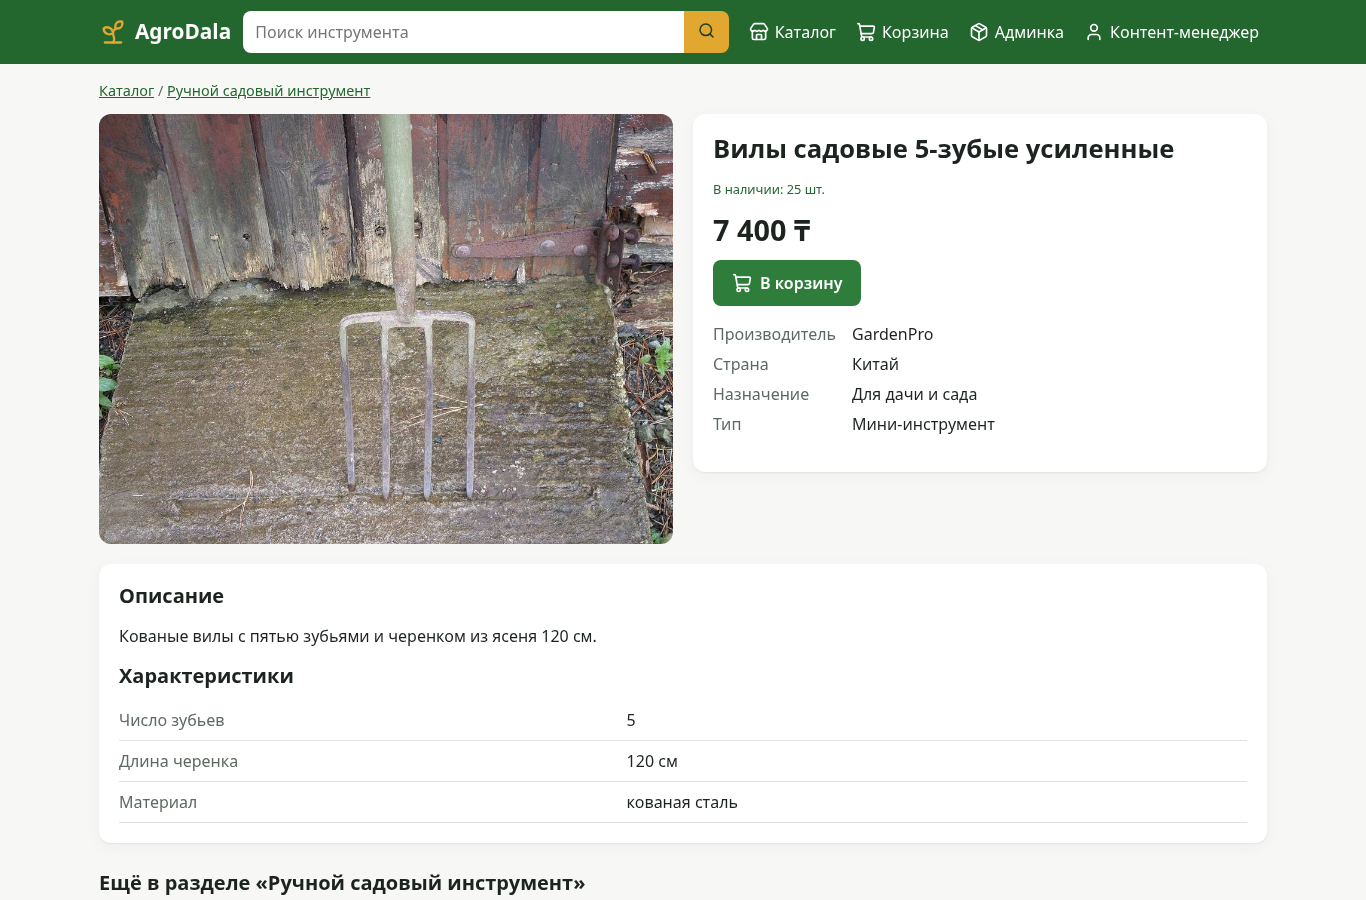 AgroDala
Поиск инструмента
Каталог
Корзина
Админка
Контент-менеджер
Каталог / Ручной садовый инструмент
Вилы садовые 5-зубые усиленные
В наличии: 25 шт.
7 400 ₸
В корзину
Производитель GardenPro
Страна Китай
Назначение Для дачи и сада
Тип Мини-инструмент
Описание
Кованые вилы с пятью зубьями и черенком из ясеня 120 см.
Характеристики
Число зубьев 5
Длина черенка 120 см
Материал кованая сталь
Ещё в разделе «Ручной садовый инструмент»